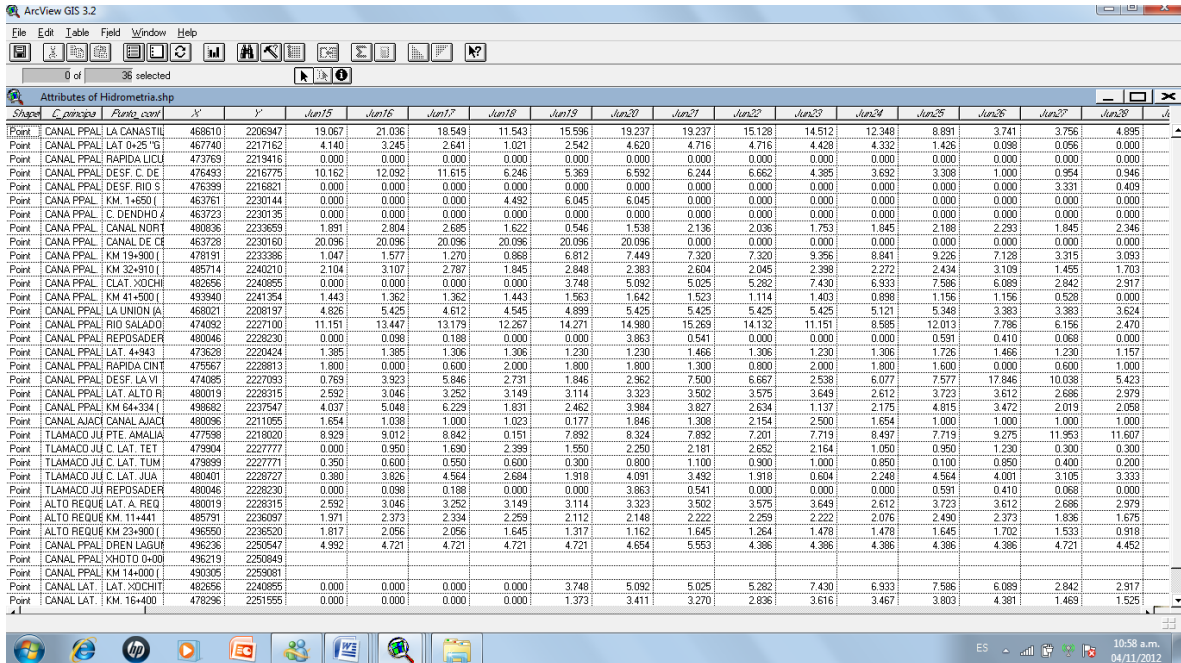 ArcView GIS 3.2
File Edit Table Field Window Help
0 of 36 selected
Attributes of Hidrometria.shp
Shape C_principa Punto_cont X Y Jun15 Jun16 Jun17 Jun18 Jun19 Jun20 Jun21 Jun22 Jun23 Jun24 Jun25 Jun26 Jun27 Jun28
Point CANAL PPAL LA CANASTIL 468610 2206947 19.067 21.036 18.549 11.543 15.596 19.237 19.237 15.128 14.512 12.348 8.891 3.741 3.756 4.895
Point CANAL PPAL LAT 0+25 "G 467740 2217162 4.140 3.245 2.641 1.021 2.542 4.620 4.716 4.716 4.428 4.332 1.426 0.098 0.056 0.000
Point CANAL PPAL RAPIDA LICU 473769 2219416 0.000 0.000 0.000 0.000 0.000 0.000 0.000 0.000 0.000 0.000 0.000 0.000 0.000 0.000
Point CANAL PPAL DESF. C. DE 476493 2216775 10.162 12.092 11.615 6.246 5.369 6.592 6.244 6.662 4.385 3.692 3.308 1.000 0.954 0.946
Point CANAL PPAL DESF. RIO S 476399 2216821 0.000 0.000 0.000 0.000 0.000 0.000 0.000 0.000 0.000 0.000 0.000 0.000 3.331 0.409
Point CANA PPAL. KM. 1+650 ( 463761 2230144 0.000 0.000 0.000 4.492 6.045 6.045 0.000 0.000 0.000 0.000 0.000 0.000 0.000 0.000
Point CANA PPAL. C. DENDHO A 463723 2230135 0.000 0.000 0.000 0.000 0.000 0.000 0.000 0.000 0.000 0.000 0.000 0.000 0.000 0.000
Point CANA PPAL. CANAL NORT 480836 2233659 1.891 2.804 2.685 1.622 0.546 1.538 2.136 2.036 1.753 1.845 2.188 2.293 1.845 2.346
Point CANA PPAL. CANAL DE CE 463728 2230160 20.096 20.096 20.096 20.096 20.096 20.096 0.000 0.000 0.000 0.000 0.000 0.000 0.000 0.000
Point CANA PPAL. KM 19+900 ( 478191 2233386 1.047 1.577 1.270 0.868 6.812 7.449 7.320 7.320 9.356 8.841 9.226 7.128 3.315 3.093
Point CANA PPAL. KM 32+910 ( 485714 2240210 2.104 3.107 2.787 1.845 2.848 2.383 2.604 2.045 2.398 2.272 2.434 3.109 1.455 1.703
Point CANA PPAL. CLAT. XOCHI 482656 2240855 0.000 0.000 0.000 0.000 3.748 5.092 5.025 5.282 7.430 6.933 7.586 6.089 2.842 2.917
Point CANA PPAL. KM 41+500 ( 493940 2241354 1.443 1.362 1.362 1.443 1.563 1.642 1.523 1.114 1.403 0.898 1.156 1.156 0.528 0.000
Point CANAL PPAL LA UNION (A 468021 2208197 4.826 5.425 4.612 4.545 4.899 5.425 5.425 5.425 5.425 5.121 5.348 3.383 3.383 3.624
Point CANAL PPAL RIO SALADO 474092 2227100 11.151 13.447 13.179 12.267 14.271 14.980 15.269 14.132 11.151 8.585 12.013 7.786 6.156 2.470
Point CANAL PPAL REPOSADER 480046 2228230 0.000 0.098 0.188 0.000 0.000 3.863 0.541 0.000 0.000 0.000 0.591 0.410 0.068 0.000
Point CANAL PPAL LAT. 4+943 473628 2220424 1.385 1.385 1.306 1.306 1.230 1.230 1.466 1.306 1.230 1.306 1.726 1.466 1.230 1.157
Point CANAL PPAL RAPIDA CINT 475567 2228813 1.800 0.000 0.600 2.000 1.800 1.800 1.300 0.800 2.000 1.800 1.600 0.000 0.600 1.000
Point CANAL PPAL DESF. LA VI 474085 2227093 0.769 3.923 5.846 2.731 1.846 2.962 7.500 6.667 2.538 6.077 7.577 17.846 10.038 5.423
Point CANAL PPAL LAT. ALTO R 480019 2228315 2.592 3.046 3.252 3.149 3.114 3.323 3.502 3.575 3.649 2.612 3.723 3.612 2.686 2.979
Point CANAL PPAL KM 64+334 ( 498682 2237547 4.037 5.048 6.229 1.831 2.462 3.984 3.827 2.634 1.137 2.175 4.815 3.472 2.019 2.058
Point CANAL AJACI CANAL AJACI 480096 2211055 1.654 1.038 1.000 1.023 0.177 1.846 1.308 2.154 2.500 1.654 1.000 1.000 1.000 1.000
Point TLAMACO JU PTE. AMALIA 477598 2218020 8.929 9.012 8.842 0.151 7.892 8.324 7.892 7.201 7.719 8.497 7.719 9.275 11.953 11.607
Point TLAMACO JU C. LAT. TET 479904 2227777 0.000 0.950 1.690 2.399 1.550 2.250 2.181 2.652 2.164 1.050 0.950 1.230 0.300 0.300
Point TLAMACO JU C. LAT. TUM 479899 2227771 0.350 0.600 0.550 0.600 0.300 0.800 1.100 0.900 1.000 0.850 0.100 0.850 0.400 0.200
Point TLAMACO JU C. LAT. JUA 480401 2228727 0.380 3.826 4.564 2.684 1.918 4.091 3.492 1.918 0.604 2.248 4.564 4.001 3.105 3.333
Point TLAMACO JU REPOSADER 480046 2228230 0.000 0.098 0.188 0.000 0.000 3.863 0.541 0.000 0.000 0.000 0.591 0.410 0.068 0.000
Point ALTO REQUE LAT. A. REQ 480019 2228315 2.592 3.046 3.252 3.149 3.114 3.323 3.502 3.575 3.649 2.612 3.723 3.612 2.686 2.979
Point ALTO REQUE KM. 11+441 485791 2236097 1.971 2.373 2.334 2.259 2.112 2.148 2.222 2.259 2.222 2.076 2.490 2.373 1.836 1.675
Point ALTO REQUE KM 23+900 ( 496550 2236520 1.817 2.056 2.056 1.645 1.317 1.162 1.645 1.264 1.478 1.478 1.645 1.702 1.533 0.918
Point CANAL PPAL DREN LAGUN 496236 2250547 4.992 4.721 4.721 4.721 4.721 4.654 5.553 4.386 4.386 4.386 4.386 4.386 4.721 4.452
Point CANAL PPAL XHOTO 0+00 496219 2250849
Point CANAL PPAL KM 14+000 ( 490305 2259081
Point CANAL LAT. LAT. XOCHIT 482656 2240855 0.000 0.000 0.000 0.000 3.748 5.092 5.025 5.282 7.430 6.933 7.586 6.089 2.842 2.917
Point CANAL LAT. KM. 16+400 478296 2251555 0.000 0.000 0.000 0.000 1.373 3.411 3.270 2.836 3.616 3.467 3.803 4.381 1.469 1.525
ES 10:58 a.m.
04/11/2012